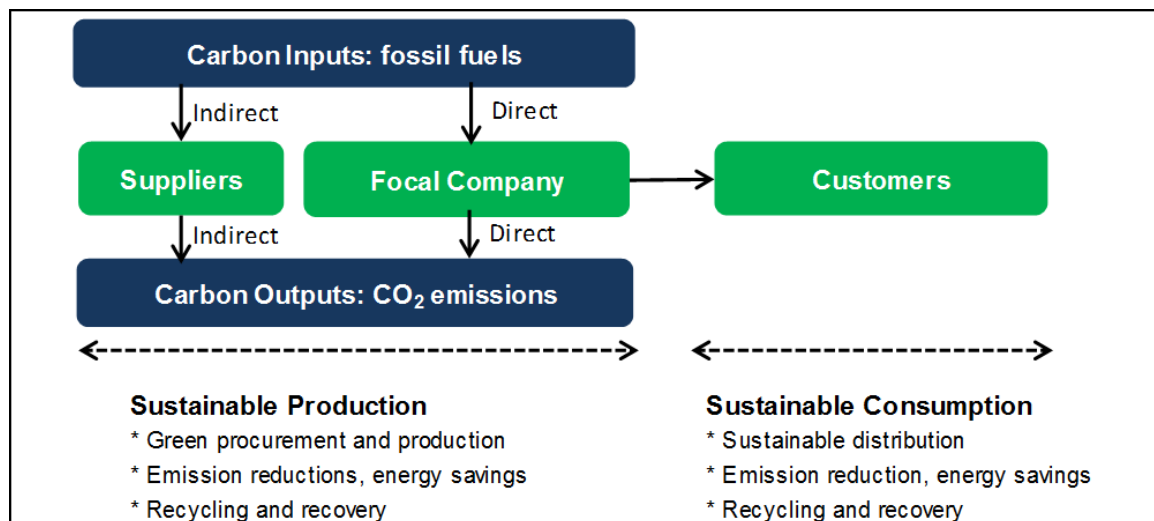 Carbon Inputs: fossil fuels
Indirect
Direct
Suppliers
Focal Company
Customers
Indirect
Direct
Carbon Outputs: CO₂ emissions
Sustainable Production
* Green procurement and production
* Emission reductions, energy savings
* Recycling and recovery
Sustainable Consumption
* Sustainable distribution
* Emission reduction, energy savings
* Recycling and recovery